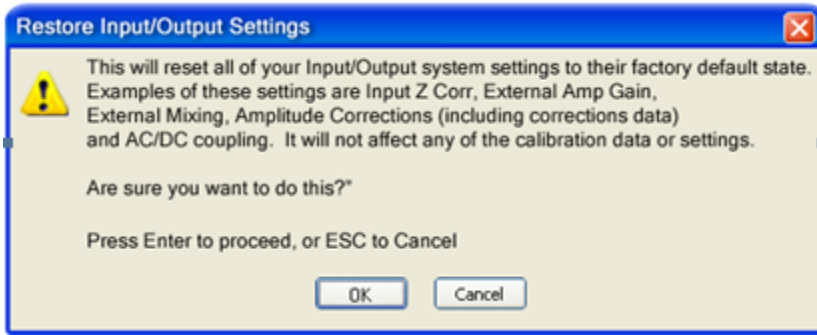 Restore Input/Output Settings
This will reset all of your Input/Output system settings to their factory default state.
Examples of these settings are Input Z Corr, External Amp Gain,
External Mixing, Amplitude Corrections (including corrections data)
and AC/DC coupling.  It will not affect any of the calibration data or settings.
Are sure you want to do this?"
Press Enter to proceed, or ESC to Cancel
OK
Cancel